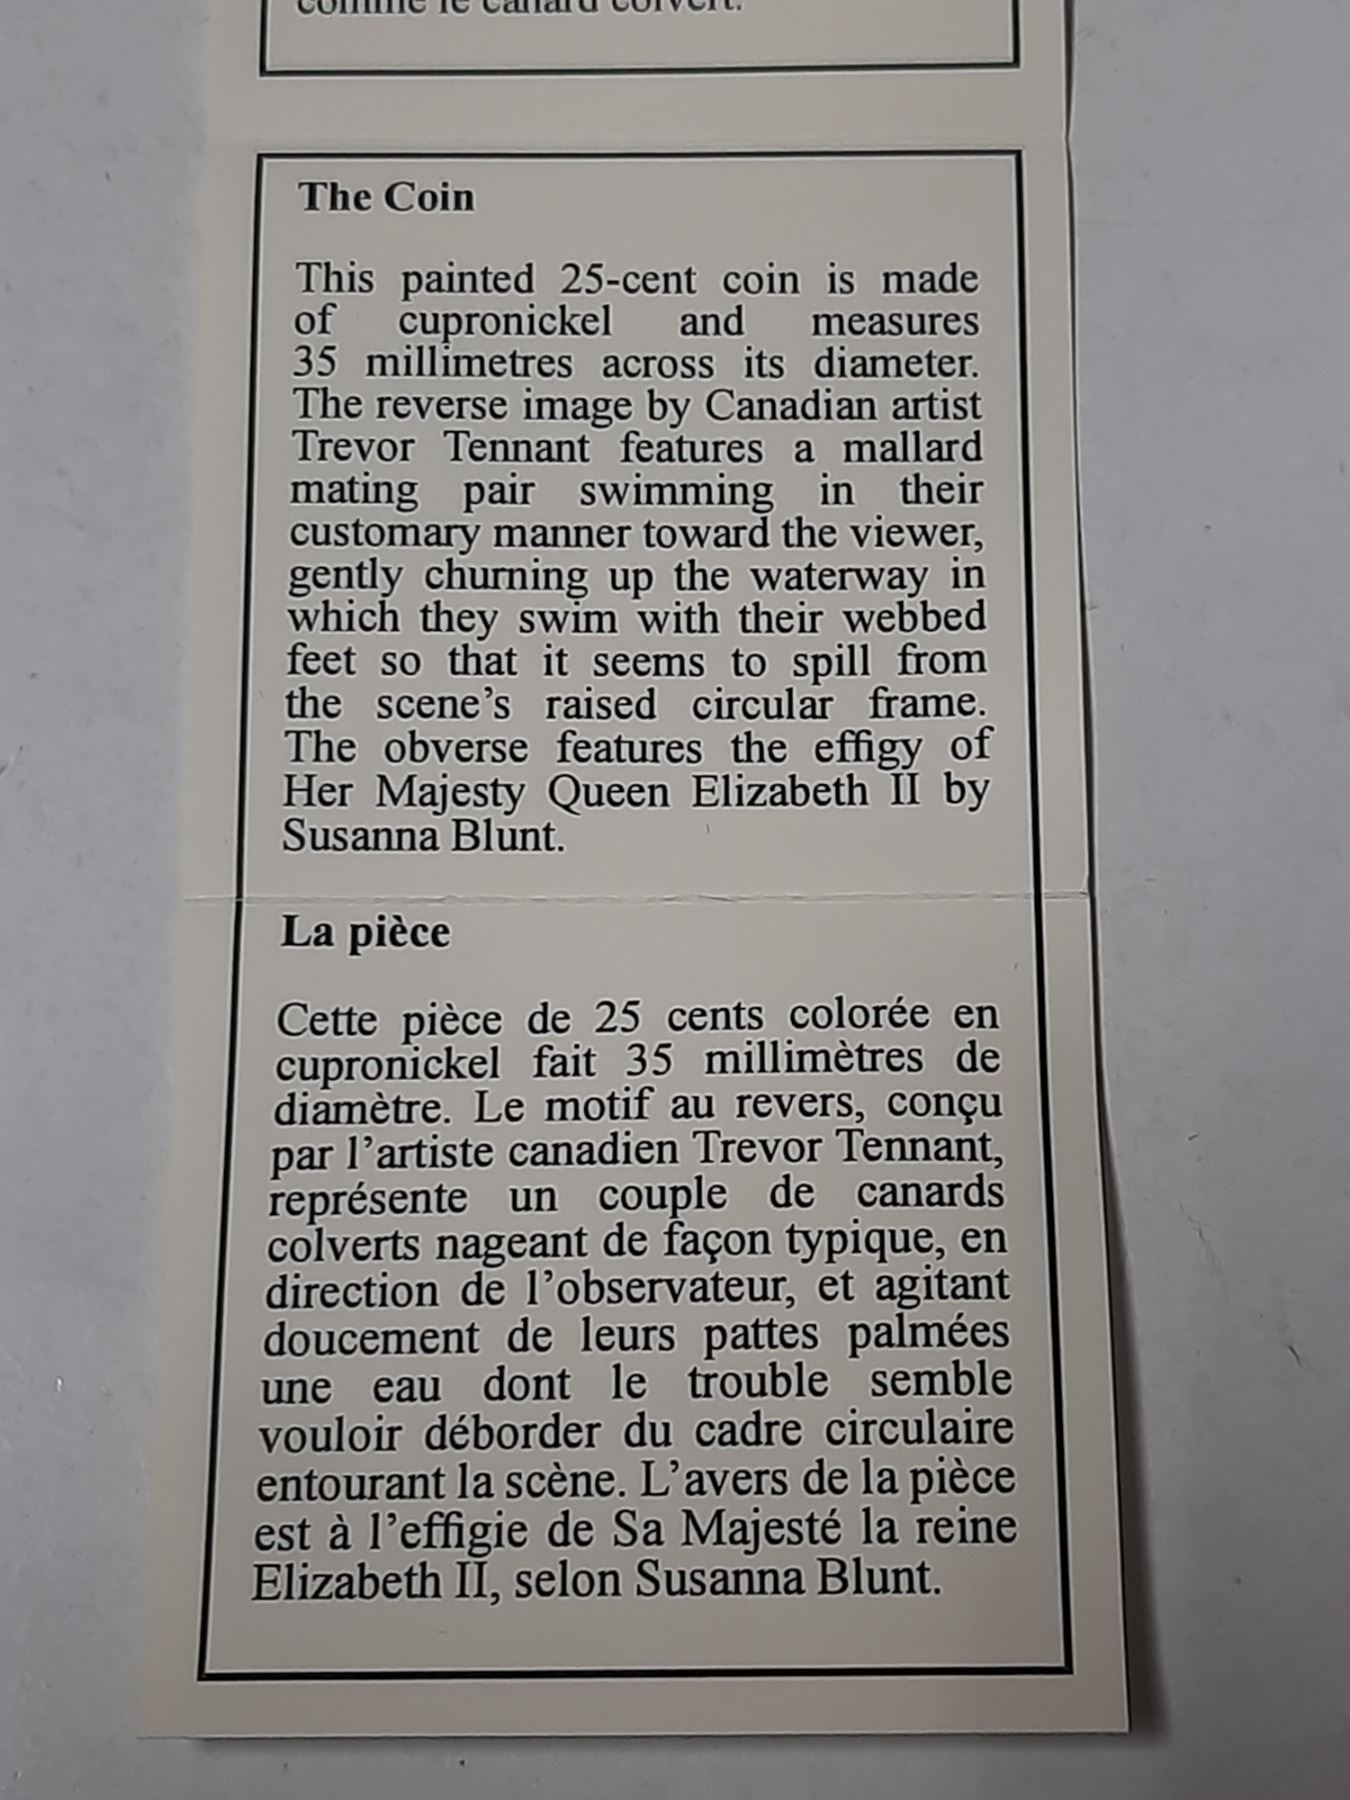 comme le canard colvert.
The Coin
This painted 25-cent coin is made
of cupronickel and measures
35 millimetres across its diameter.
The reverse image by Canadian artist
Trevor Tennant features a mallard
mating pair swimming in their
customary manner toward the viewer,
gently churning up the waterway in
which they swim with their webbed
feet so that it seems to spill from
the scene’s raised circular frame.
The obverse features the effigy of
Her Majesty Queen Elizabeth II by
Susanna Blunt.
La pièce
Cette pièce de 25 cents colorée en
cupronickel fait 35 millimètres de
diamètre. Le motif au revers, conçu
par l’artiste canadien Trevor Tennant,
représente un couple de canards
colverts nageant de façon typique, en
direction de l’observateur, et agitant
doucement de leurs pattes palmées
une eau dont le trouble semble
vouloir déborder du cadre circulaire
entourant la scène. L’avers de la pièce
est à l’effigie de Sa Majesté la reine
Elizabeth II, selon Susanna Blunt.